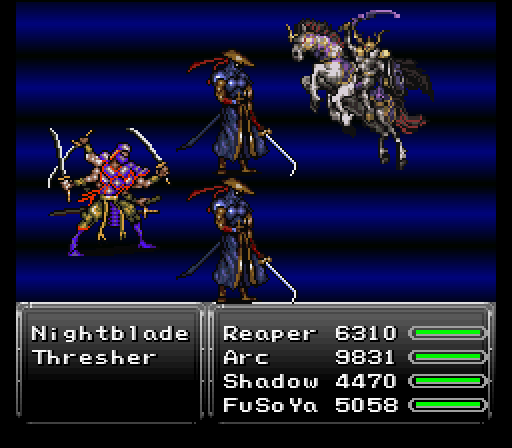 Nightblade
Thresher
Reaper 6310
Arc 9831
Shadow 4470
FuSoYa 5058